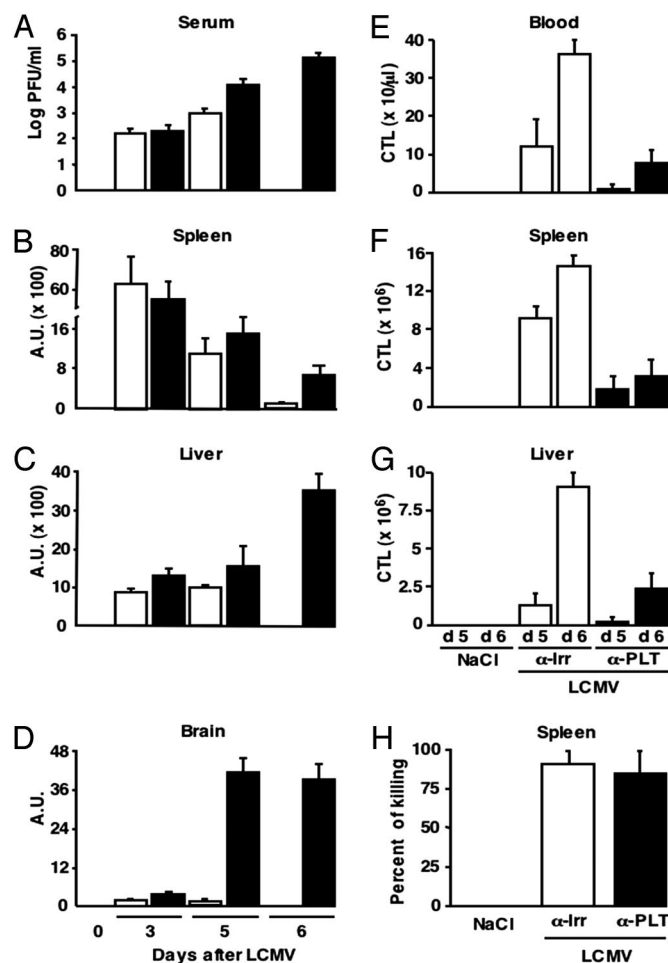 A
Serum
Log PFU/ml
6
5
4
3
2
1
0
B
Spleen
A.U. (x 100)
80
60
16
8
0
C
Liver
A.U. (x 100)
40
30
20
10
0
D
Brain
A.U.
48
36
24
12
0
0 3 5 6
Days after LCMV
E
Blood
CTL (x 10/µl)
40
30
20
10
0
F
Spleen
CTL (x 10⁶)
16
12
8
4
0
G
Liver
CTL (x 10⁶)
10
7.5
5
2.5
0
d 5 d 6 d 5 d 6 d 5 d 6
NaCl α-Irr α-PLT
LCMV
H
Spleen
Percent of killing
100
75
50
25
0
NaCl α-Irr α-PLT
LCMV